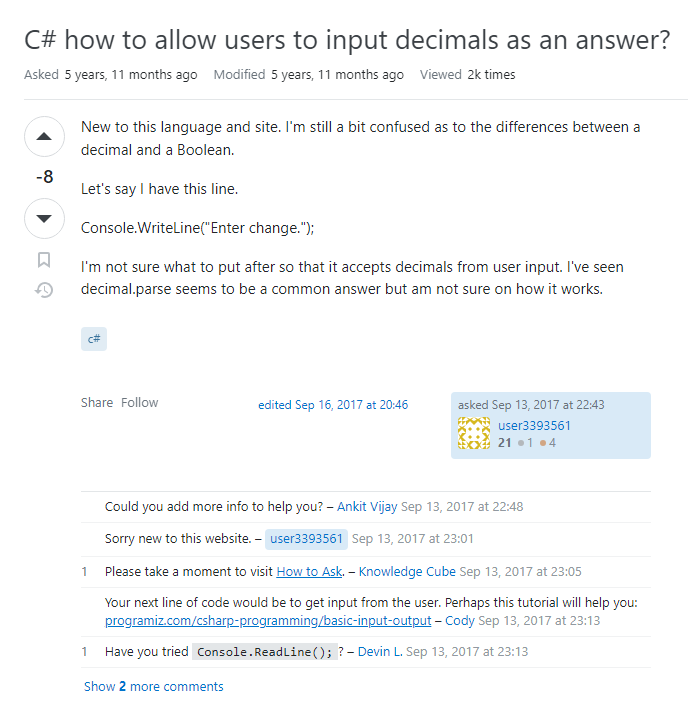 C# how to allow users to input decimals as an answer?
Asked 5 years, 11 months ago Modified 5 years, 11 months ago Viewed 2k times
New to this language and site. I'm still a bit confused as to the differences between a
decimal and a Boolean.
-8
Let's say I have this line.
Console.WriteLine("Enter change.");
I'm not sure what to put after so that it accepts decimals from user input. I've seen
decimal.parse seems to be a common answer but am not sure on how it works.
c#
Share Follow
edited Sep 16, 2017 at 20:46
asked Sep 13, 2017 at 22:43
user3393561
21 1 4
Could you add more info to help you? – Ankit Vijay Sep 13, 2017 at 22:48
Sorry new to this website. – user3393561 Sep 13, 2017 at 23:01
1 Please take a moment to visit How to Ask. – Knowledge Cube Sep 13, 2017 at 23:05
Your next line of code would be to get input from the user. Perhaps this tutorial will help you:
programiz.com/csharp-programming/basic-input-output – Cody Sep 13, 2017 at 23:13
1 Have you tried Console.ReadLine(); ? – Devin L. Sep 13, 2017 at 23:13
Show 2 more comments